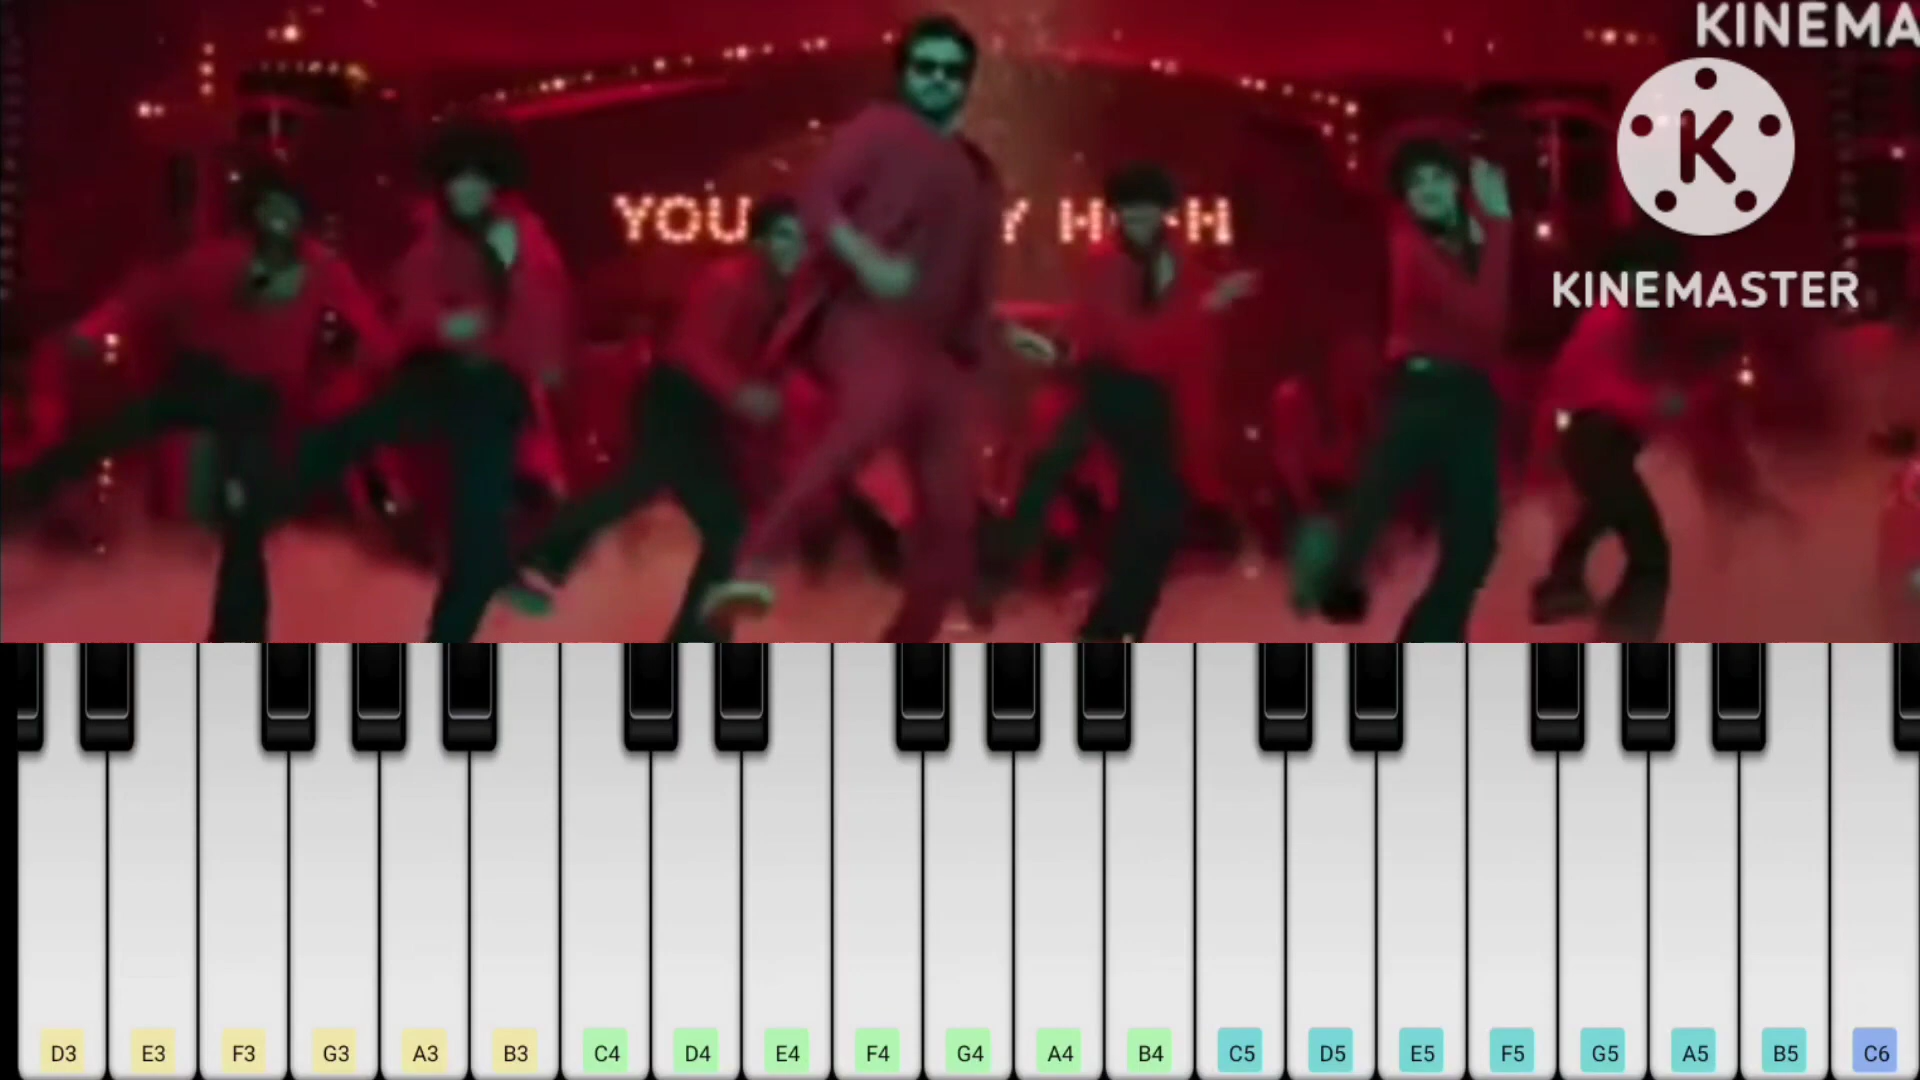 KINEMA
K
KINEMASTER
YOU
Y H H
D3 E3 F3 G3 A3 B3 C4 D4 E4 F4 G4 A4 B4 C5 D5 E5 F5 G5 A5 B5 C6